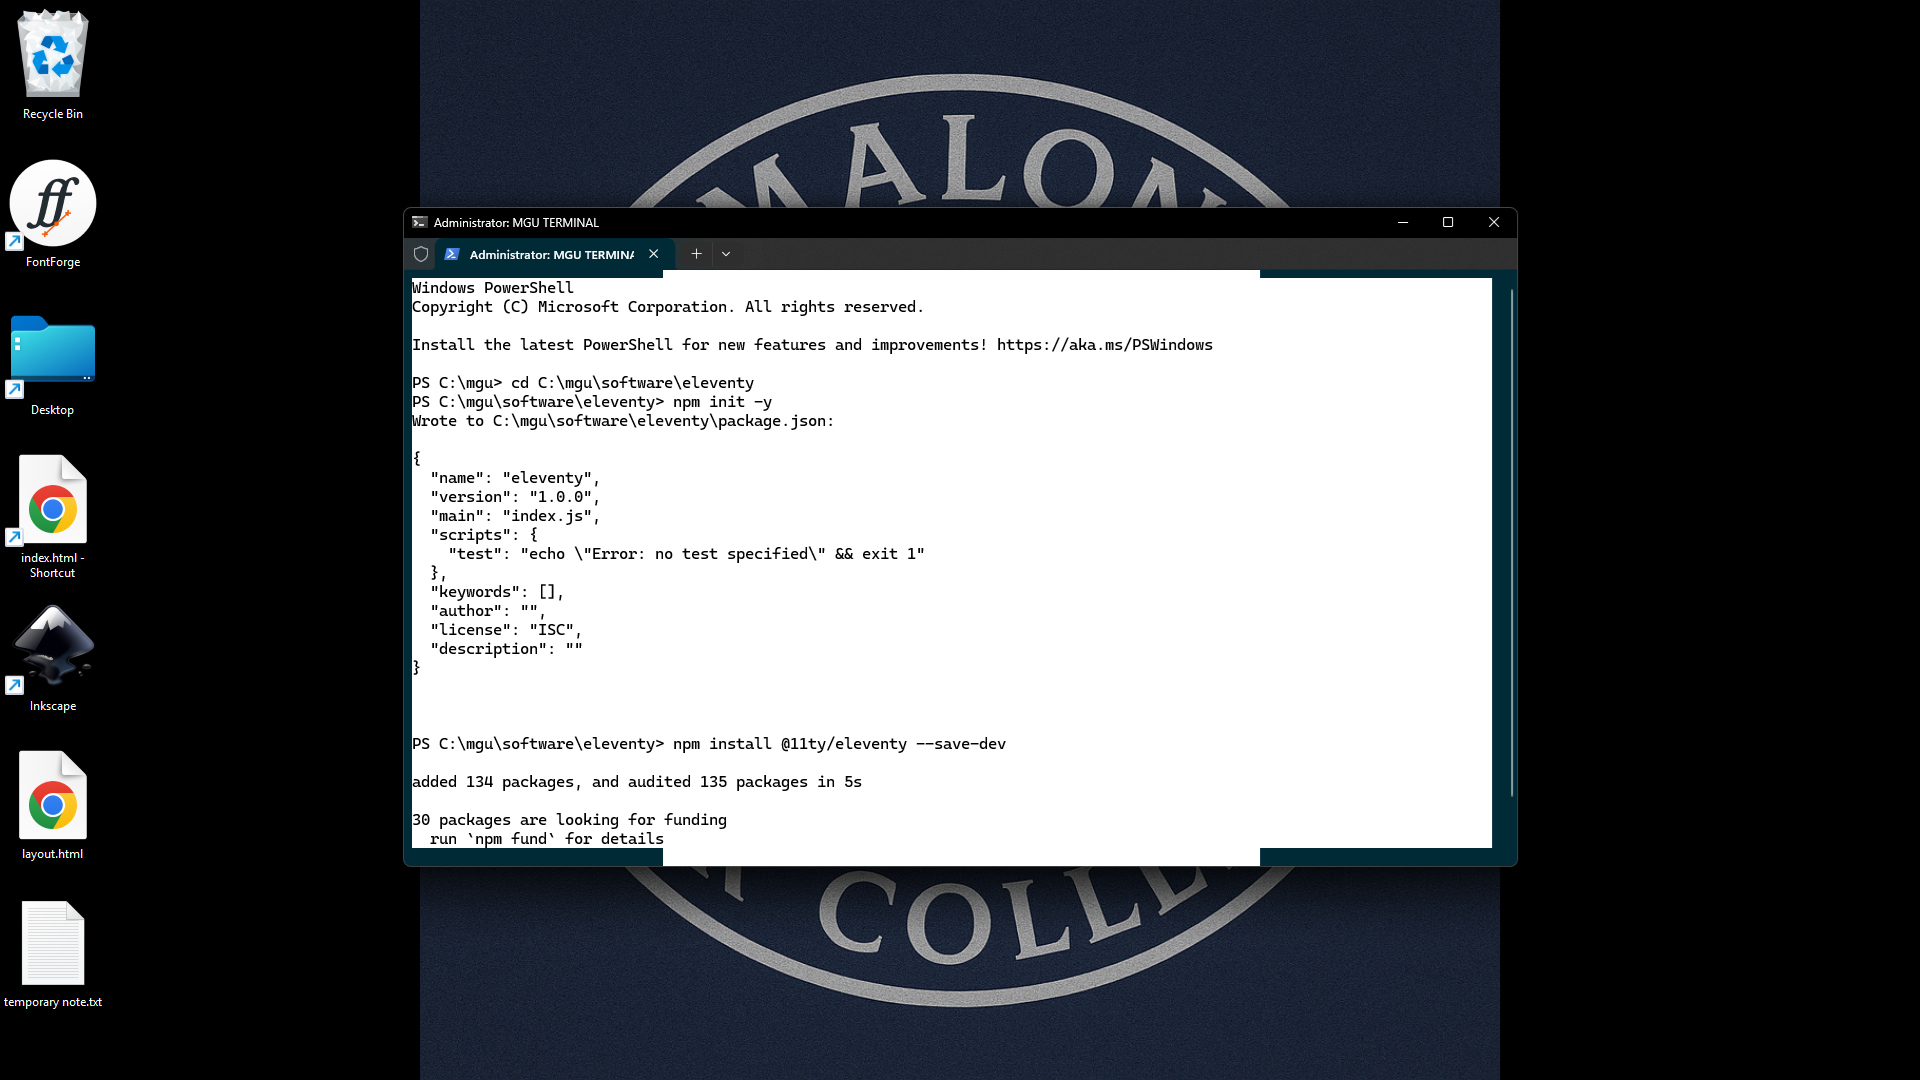 Recycle Bin
FontForge
Desktop
index.html -
Shortcut
Inkscape
layout.html
temporary note.txt
MALON
Administrator: MGU TERMINAL
Administrator: MGU TERMINA
Windows PowerShell
Copyright (C) Microsoft Corporation. All rights reserved.
Install the latest PowerShell for new features and improvements! https://aka.ms/PSWindows
PS C:\mgu> cd C:\mgu\software\eleventy
PS C:\mgu\software\eleventy> npm init -y
Wrote to C:\mgu\software\eleventy\package.json:
{
  "name": "eleventy",
  "version": "1.0.0",
  "main": "index.js",
  "scripts": {
    "test": "echo \"Error: no test specified\" && exit 1"
  },
  "keywords": [],
  "author": "",
  "license": "ISC",
  "description": ""
}
PS C:\mgu\software\eleventy> npm install @11ty/eleventy --save-dev
added 134 packages, and audited 135 packages in 5s
30 packages are looking for funding
  run `npm fund` for details
COLLE